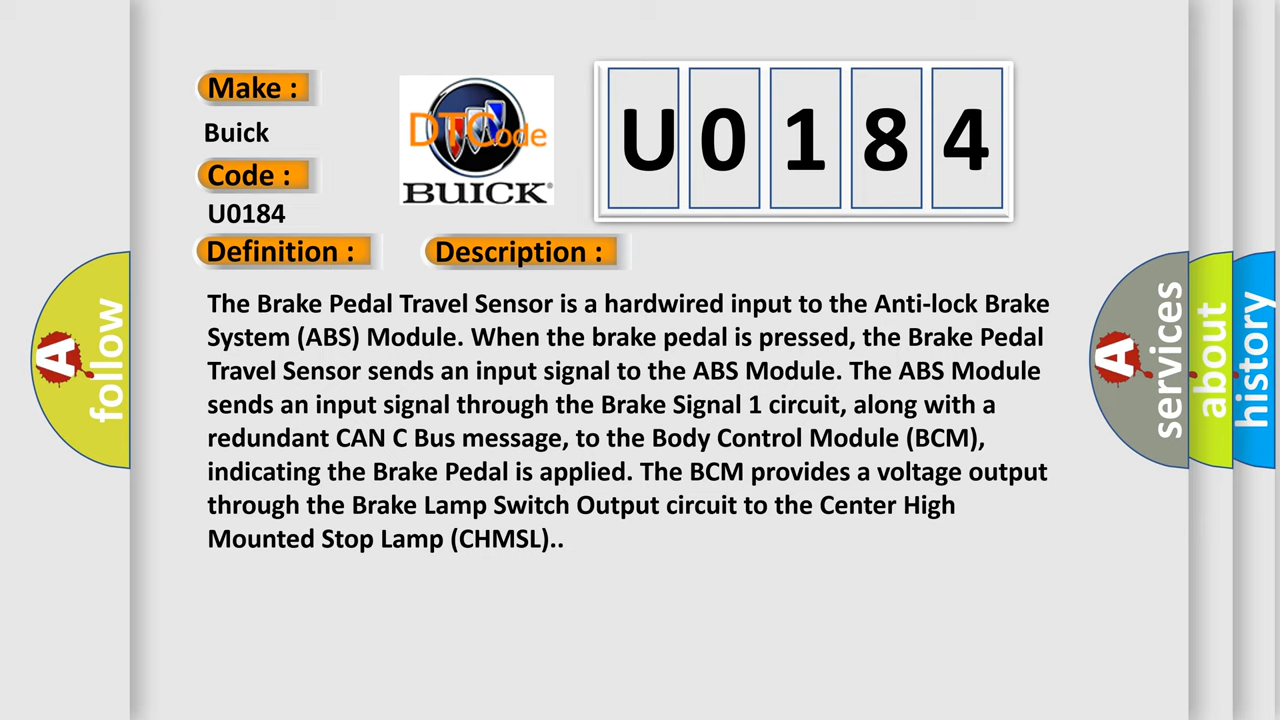 Make :
Buick
Code :
U0184
DTCode
BUICK®
U0184
Definition :
Description :
The Brake Pedal Travel Sensor is a hardwired input to the Anti-lock Brake
System (ABS) Module. When the brake pedal is pressed, the Brake Pedal
Travel Sensor sends an input signal to the ABS Module. The ABS Module
sends an input signal through the Brake Signal 1 circuit, along with a
redundant CAN C Bus message, to the Body Control Module (BCM),
indicating the Brake Pedal is applied. The BCM provides a voltage output
through the Brake Lamp Switch Output circuit to the Center High
Mounted Stop Lamp (CHMSL)..
A follow
A services
about
history